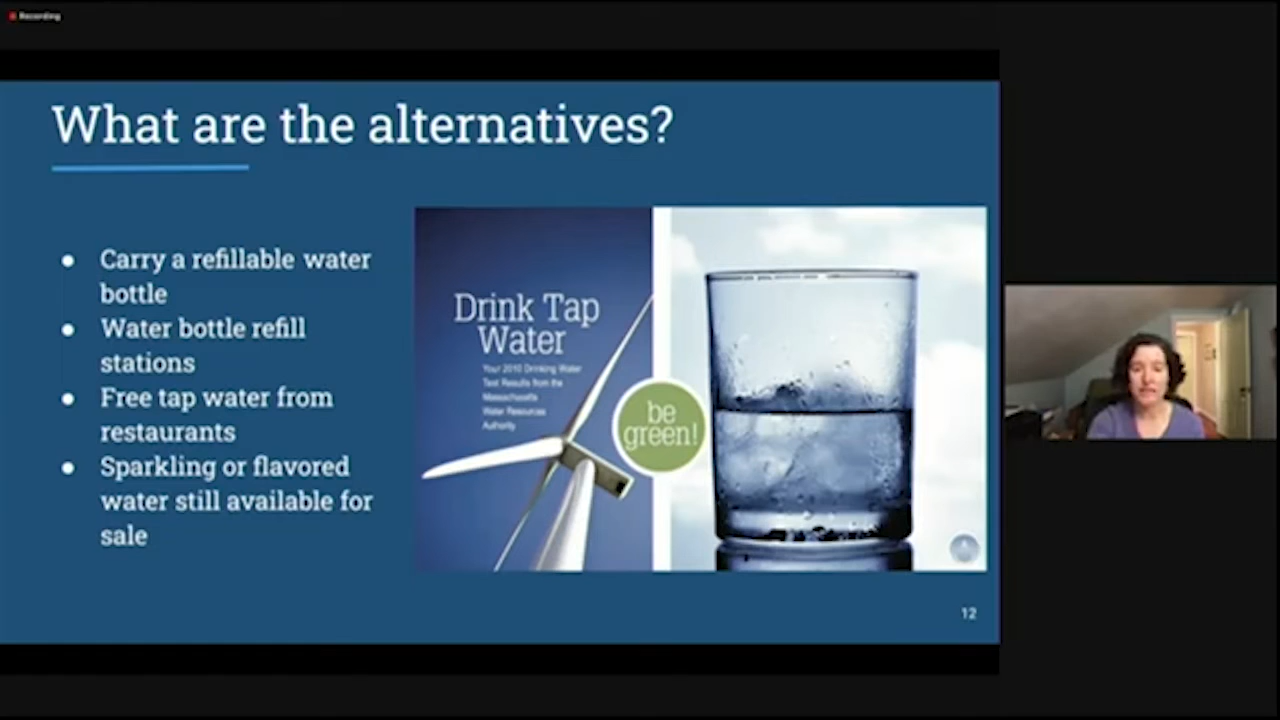 Recording
What are the alternatives?
● Carry a refillable water
bottle
● Water bottle refill
stations
● Free tap water from
restaurants
● Sparkling or flavored
water still available for
sale
Drink Tap
Water
Your 2010 Drinking Water
Test Results from the
Massachusetts
Water Resources
Authority
be
green!
12